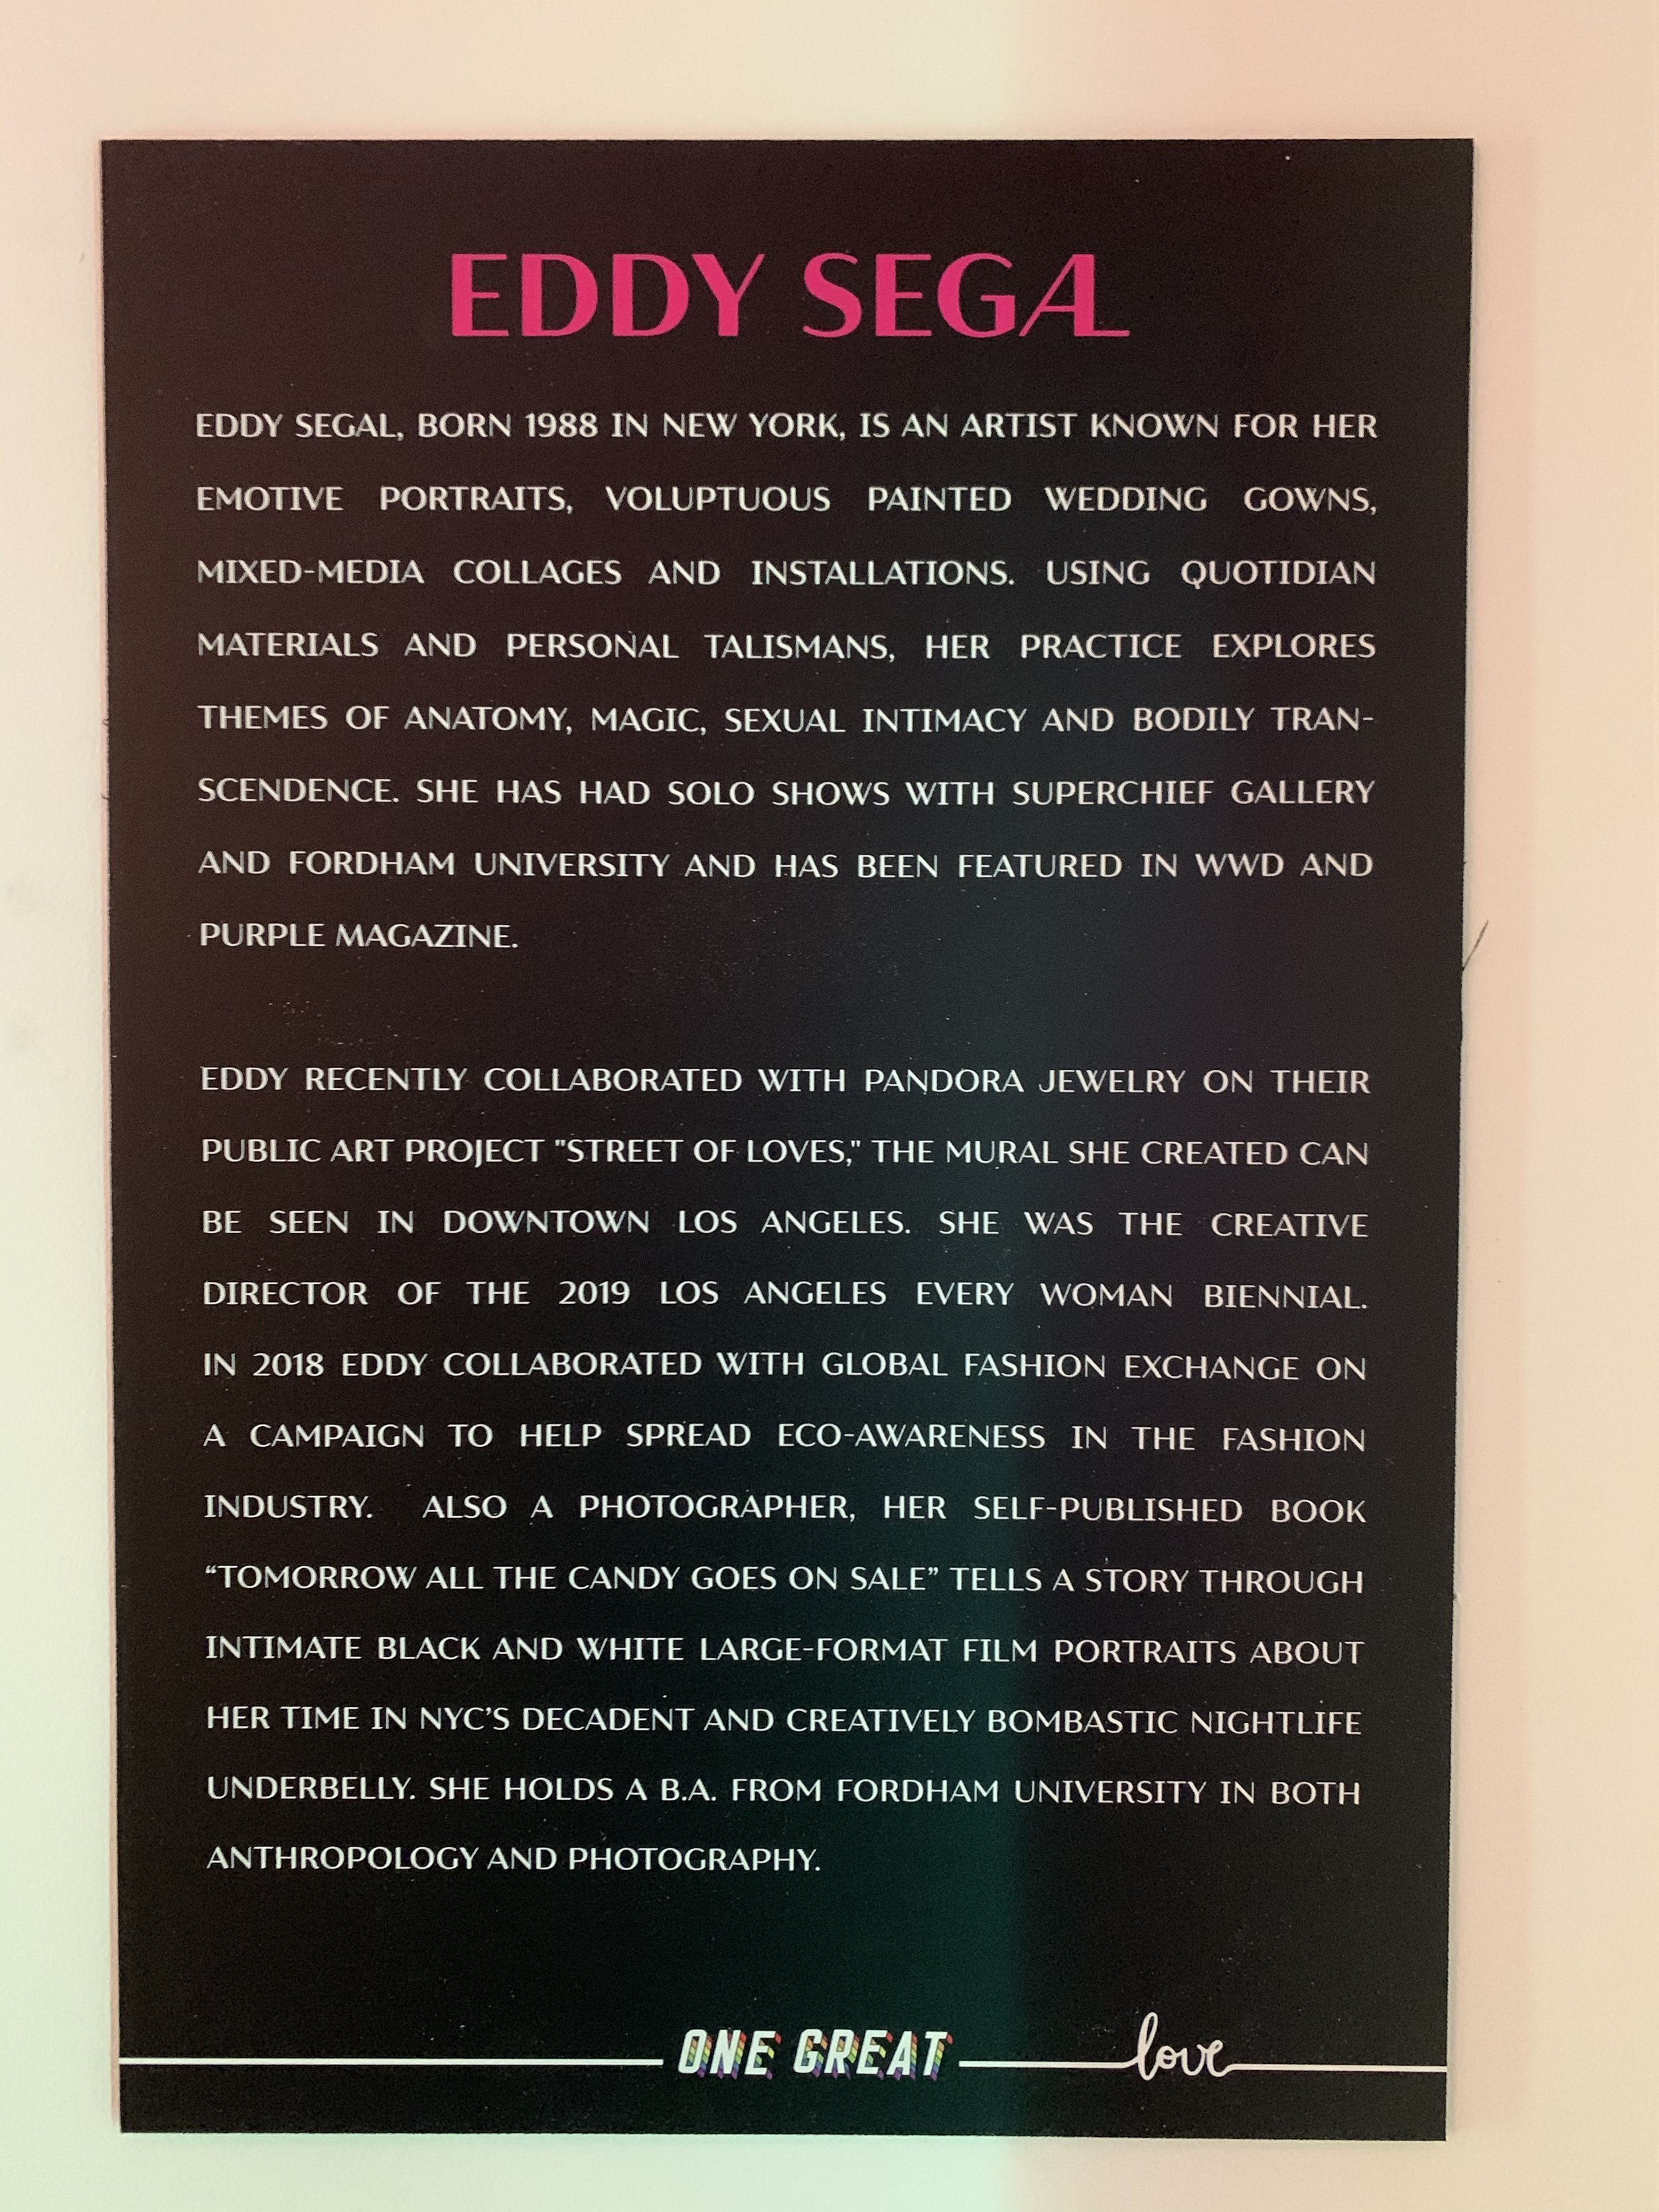 EDDY SEGAL
EDDY SEGAL, BORN 1988 IN NEW YORK, IS AN ARTIST KNOWN FOR HER
EMOTIVE PORTRAITS, VOLUPTUOUS PAINTED WEDDING GOWNS,
MIXED-MEDIA COLLAGES AND INSTALLATIONS. USING QUOTIDIAN
MATERIALS AND PERSONAL TALISMANS, HER PRACTICE EXPLORES
THEMES OF ANATOMY, MAGIC, SEXUAL INTIMACY AND BODILY TRAN-
SCENDENCE. SHE HAS HAD SOLO SHOWS WITH SUPERCHIEF GALLERY
AND FORDHAM UNIVERSITY AND HAS BEEN FEATURED IN WWD AND
PURPLE MAGAZINE.
EDDY RECENTLY COLLABORATED WITH PANDORA JEWELRY ON THEIR
PUBLIC ART PROJECT "STREET OF LOVES," THE MURAL SHE CREATED CAN
BE SEEN IN DOWNTOWN LOS ANGELES. SHE WAS THE CREATIVE
DIRECTOR OF THE 2019 LOS ANGELES EVERY WOMAN BIENNIAL.
IN 2018 EDDY COLLABORATED WITH GLOBAL FASHION EXCHANGE ON
A CAMPAIGN TO HELP SPREAD ECO-AWARENESS IN THE FASHION
INDUSTRY. ALSO A PHOTOGRAPHER, HER SELF-PUBLISHED BOOK
“TOMORROW ALL THE CANDY GOES ON SALE” TELLS A STORY THROUGH
INTIMATE BLACK AND WHITE LARGE-FORMAT FILM PORTRAITS ABOUT
HER TIME IN NYC’S DECADENT AND CREATIVELY BOMBASTIC NIGHTLIFE
UNDERBELLY. SHE HOLDS A B.A. FROM FORDHAM UNIVERSITY IN BOTH
ANTHROPOLOGY AND PHOTOGRAPHY.
ONE GREAT love